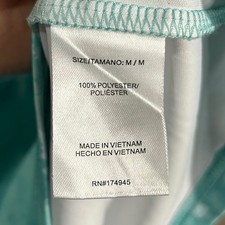 SIZE/TAMANO: M / M
100% POLYESTER/
POLIÉSTER
MADE IN VIETNAM
HECHO EN VIETNAM
RN#174945